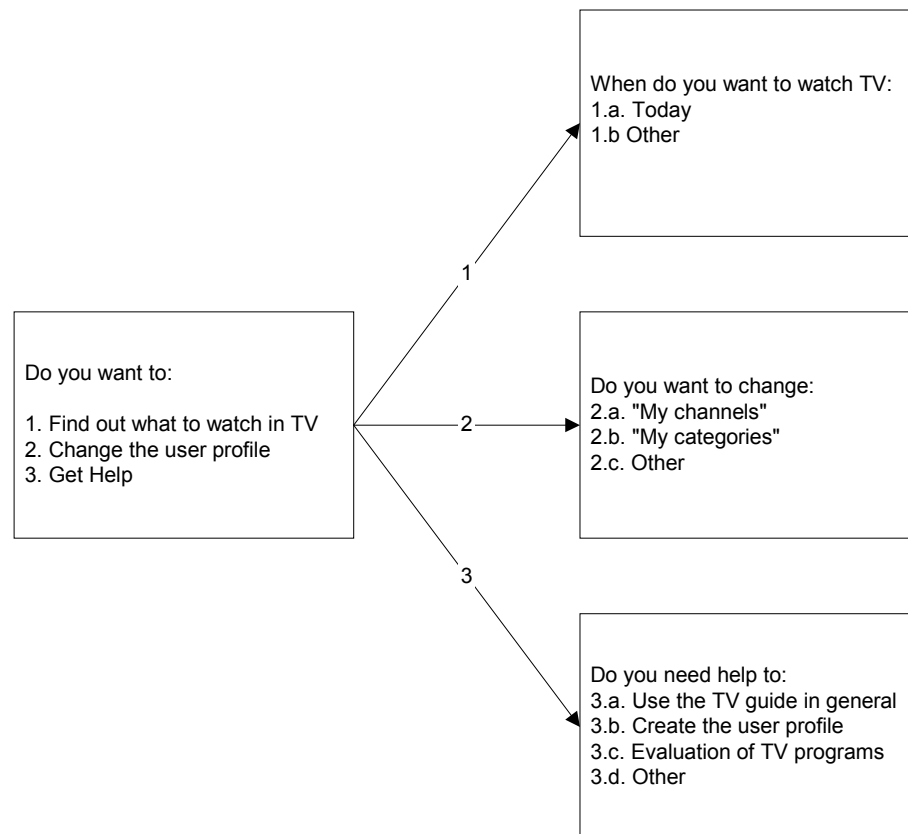 When do you want to watch TV:
1.a. Today
1.b Other
1
Do you want to:
1. Find out what to watch in TV
2. Change the user profile
3. Get Help
2
Do you want to change:
2.a. "My channels"
2.b. "My categories"
2.c. Other
3
Do you need help to:
3.a. Use the TV guide in general
3.b. Create the user profile
3.c. Evaluation of TV programs
3.d. Other